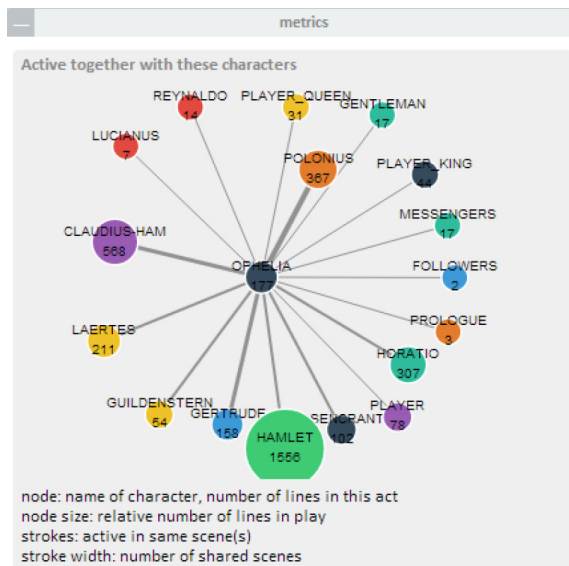 metrics
Active together with these characters
REYNALDO
14
PLAYER_QUEEN
31
GENTLEMAN
17
LUCIANUS
7
POLONIUS
367
PLAYER_KING
44
MESSENGERS
17
CLAUDIUS-HAM
568
OPHELIA
177
FOLLOWERS
2
PROLOGUE
3
LAERTES
211
HORATIO
307
GUILDENSTERN
54
GERTRUDE
158
HAMLET
1556
SENCRANT
102
PLAYER
78
node: name of character, number of lines in this act
node size: relative number of lines in play
strokes: active in same scene(s)
stroke width: number of shared scenes